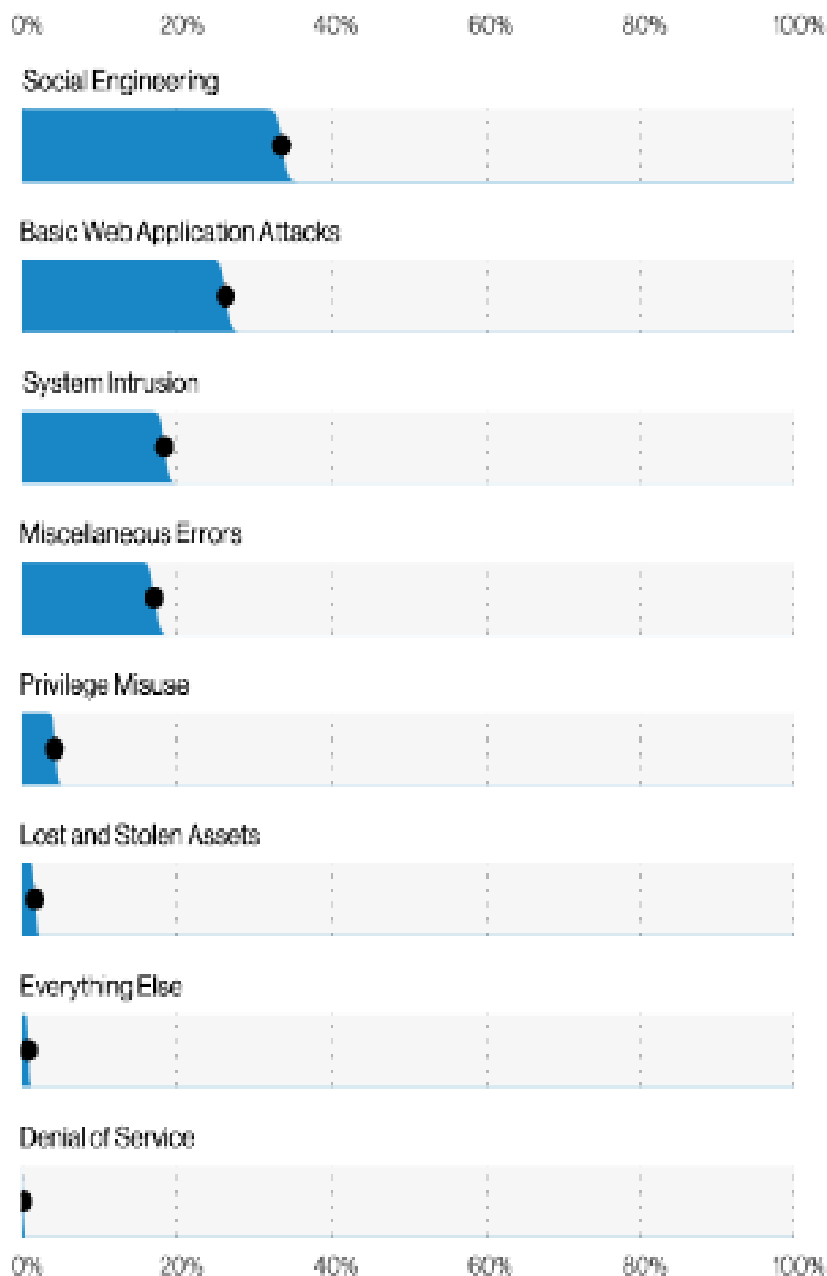 0% 20% 40% 60% 80% 100%
Social Engineering
Basic Web Application Attacks
System Intrusion
Miscellaneous Errors
Privilege Misuse
Lost and Stolen Assets
Everything Else
Denial of Service
0% 20% 40% 60% 80% 100%